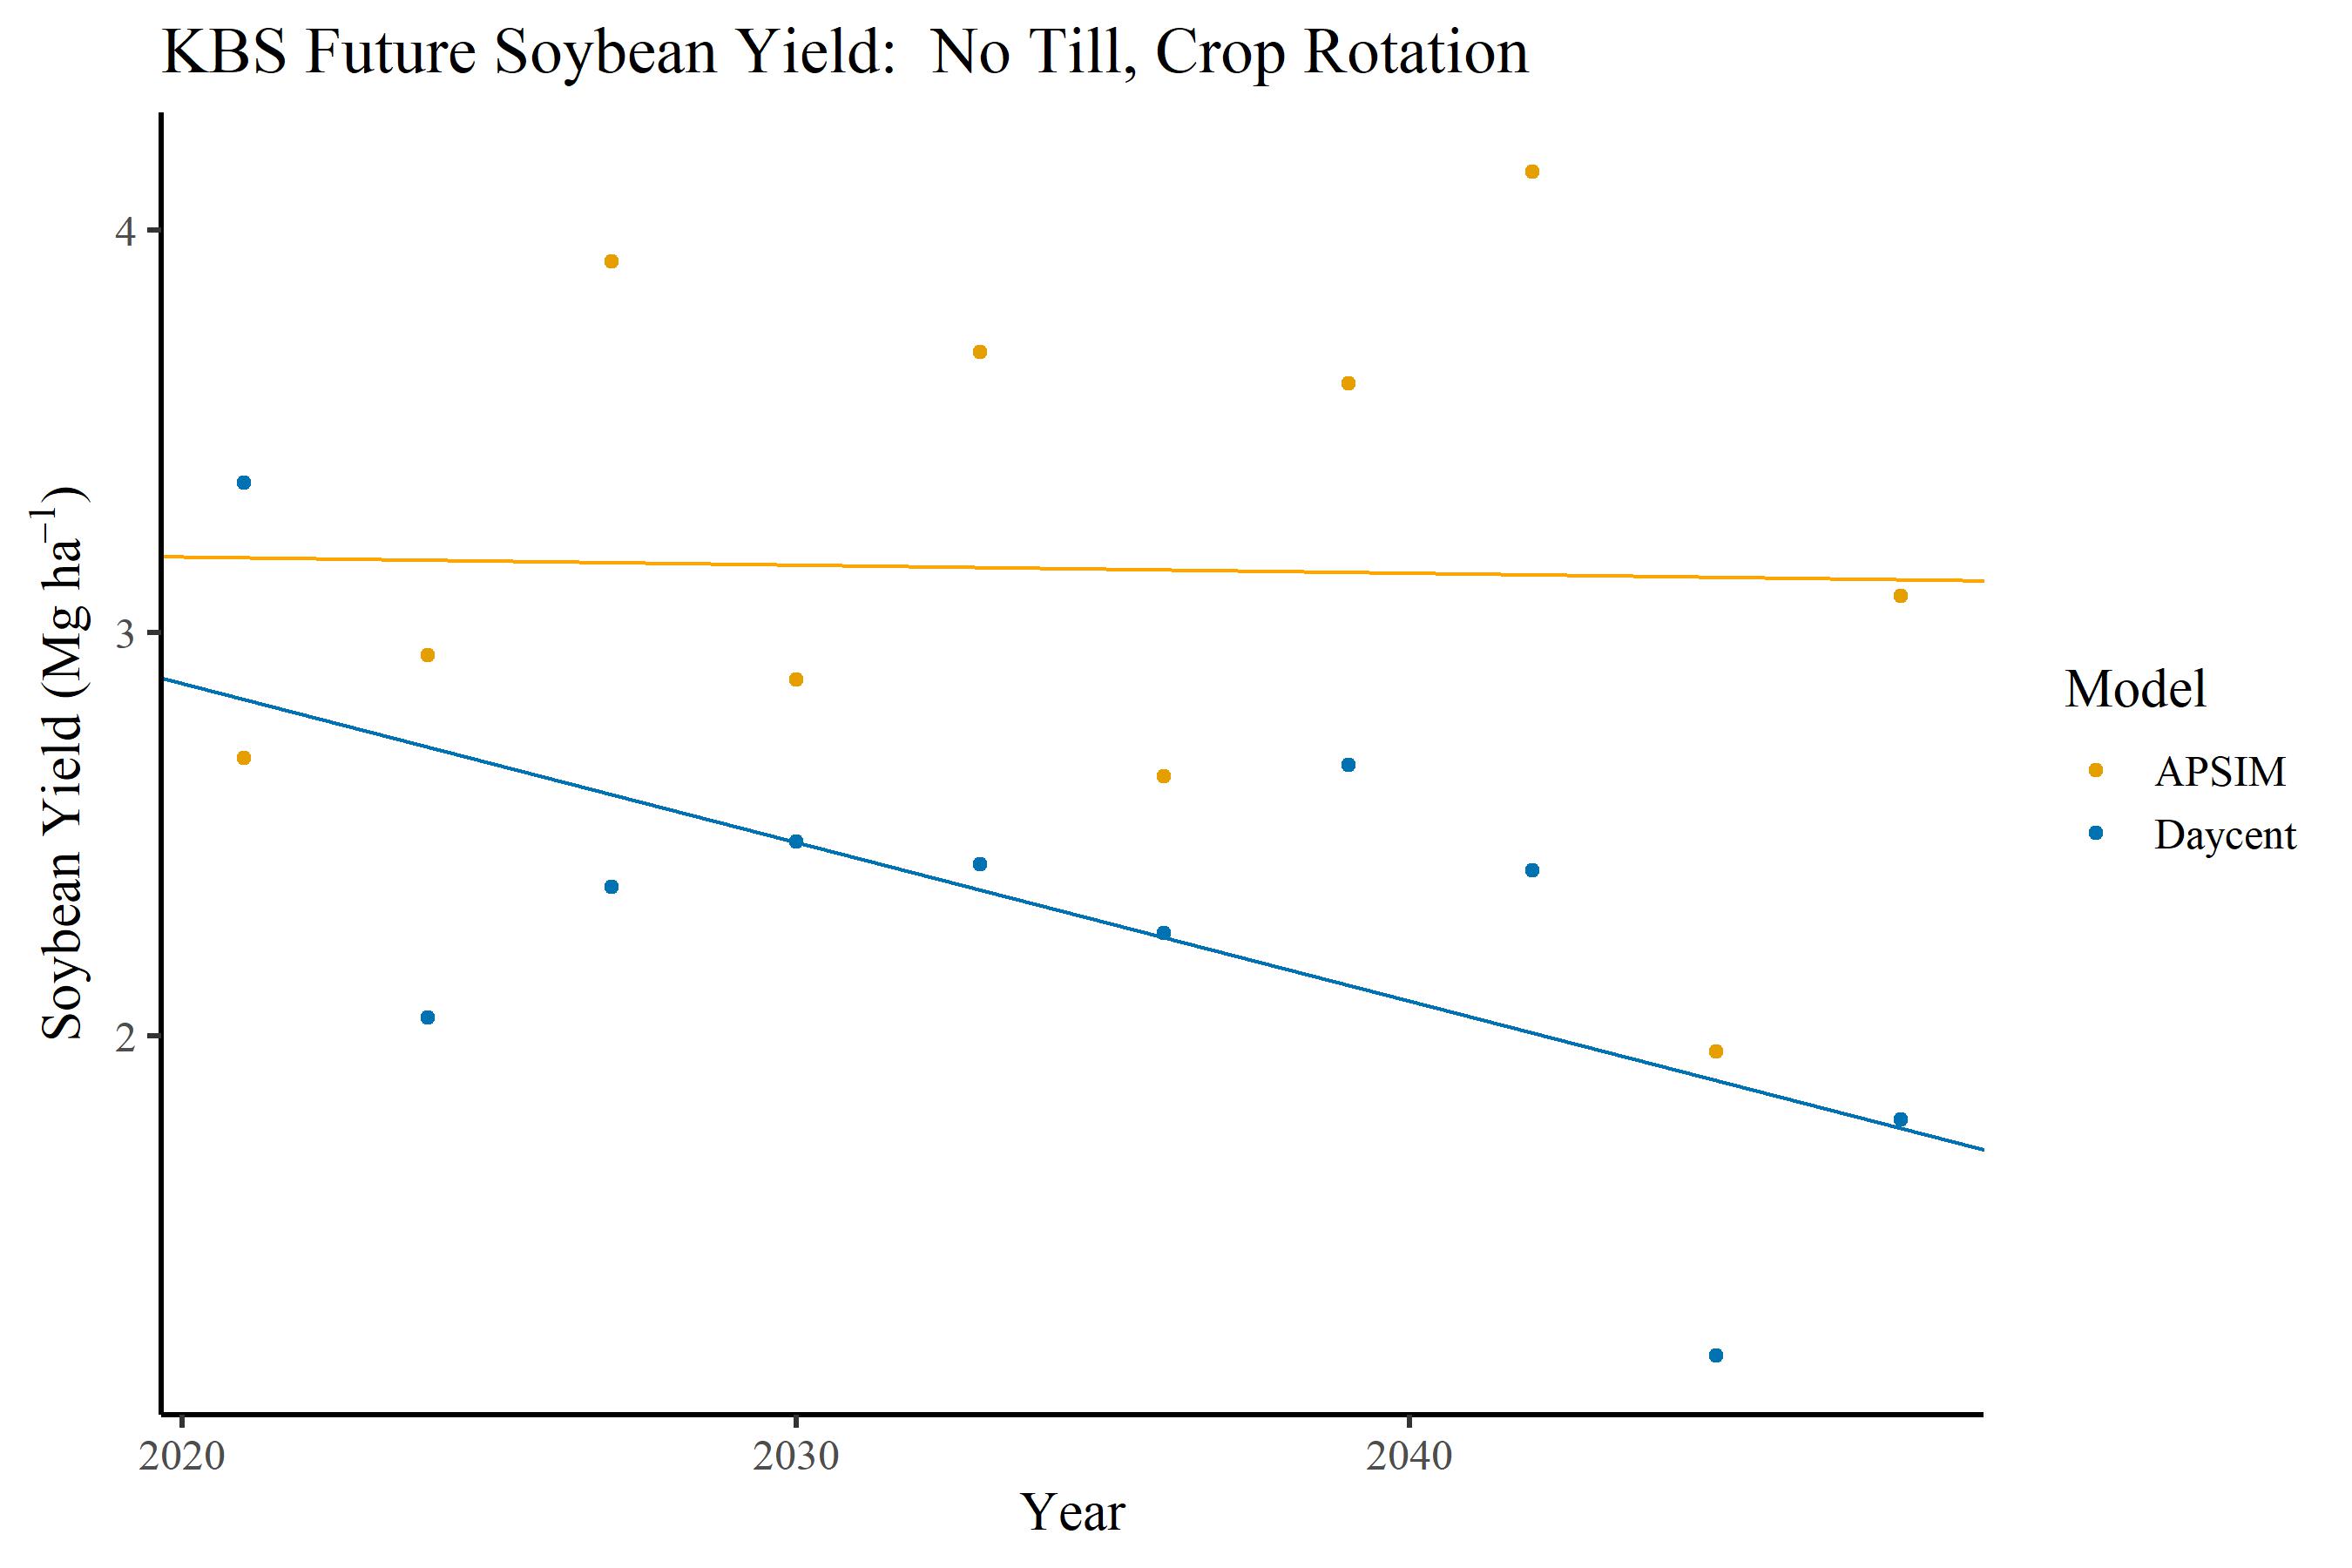 KBS Future Soybean Yield:  No Till, Crop Rotation
Soybean Yield (Mg ha⁻¹)
4
3
2
2020
2030
2040
Year
Model
APSIM
Daycent